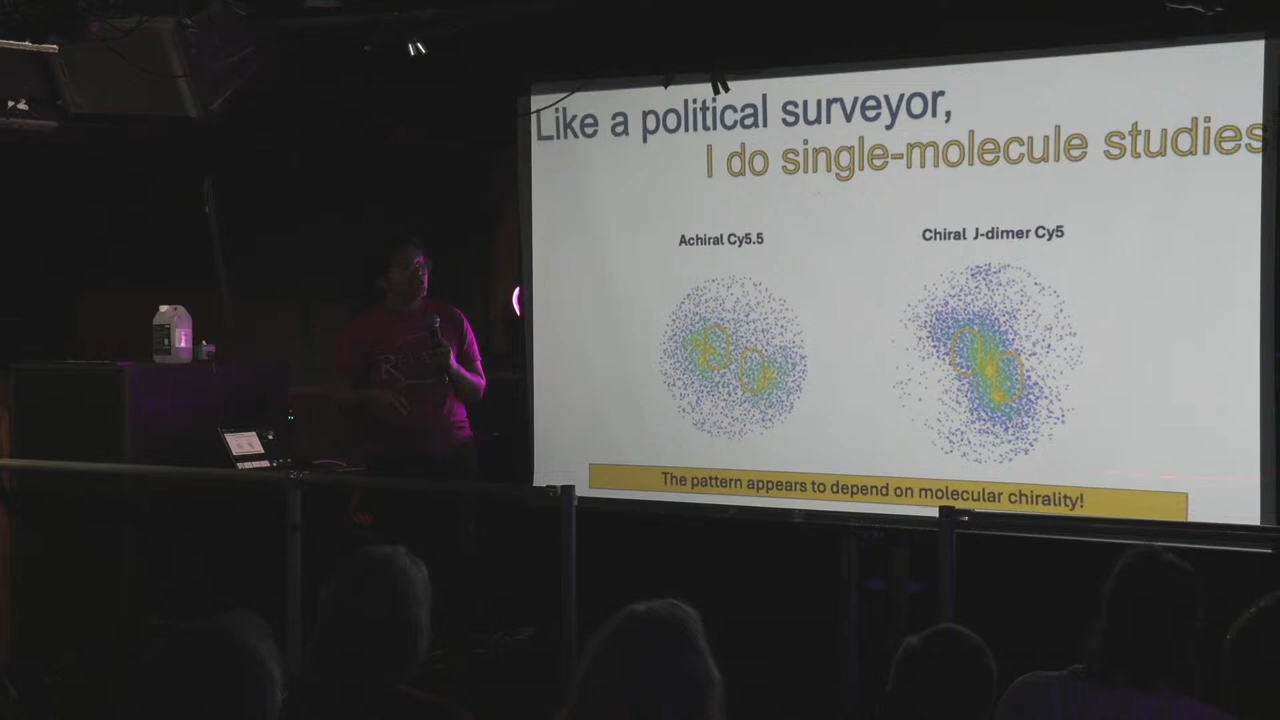 Like a political surveyor,
I do single-molecule studies
Achiral Cy5.5
Chiral J-dimer Cy5
The pattern appears to depend on molecular chirality!